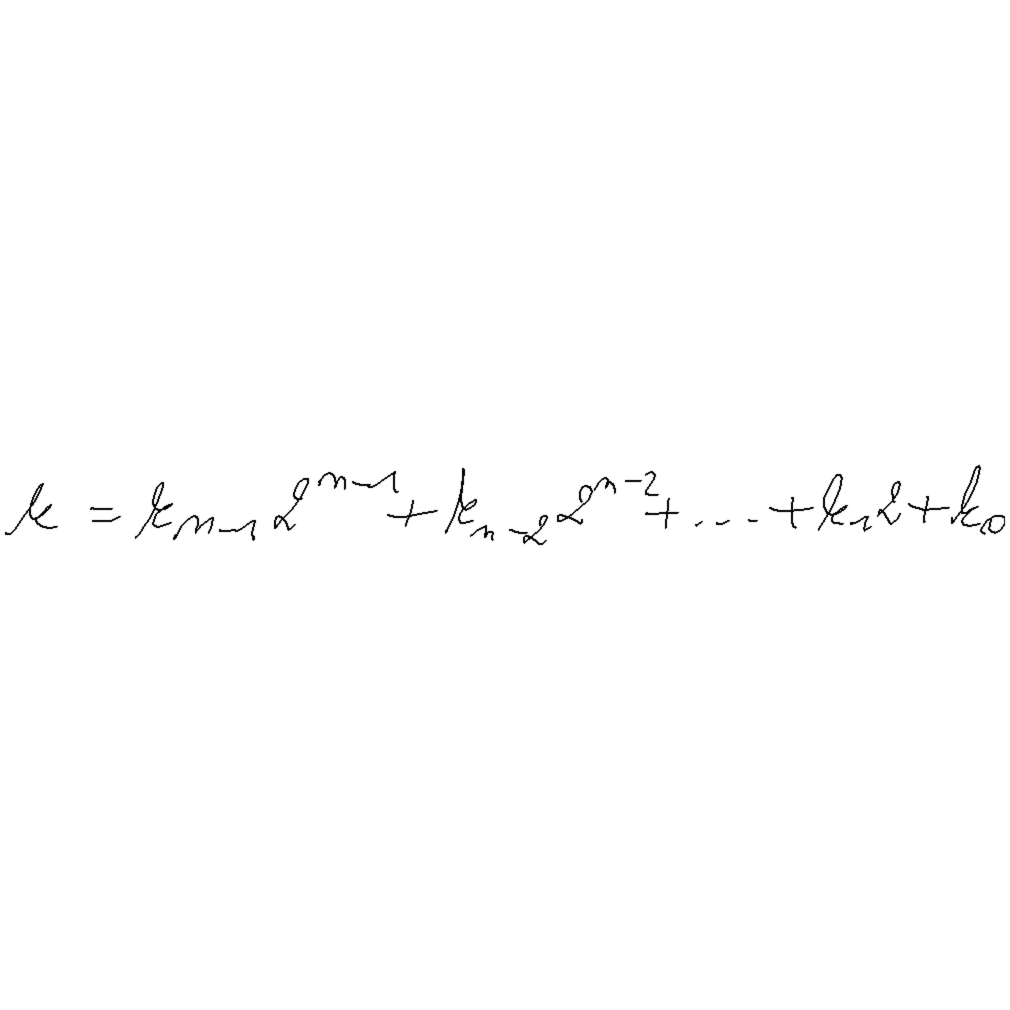 k = k_{n-1} 2^{n-1} + k_{n-2} 2^{n-2} + ... + k_1 2 + k_0